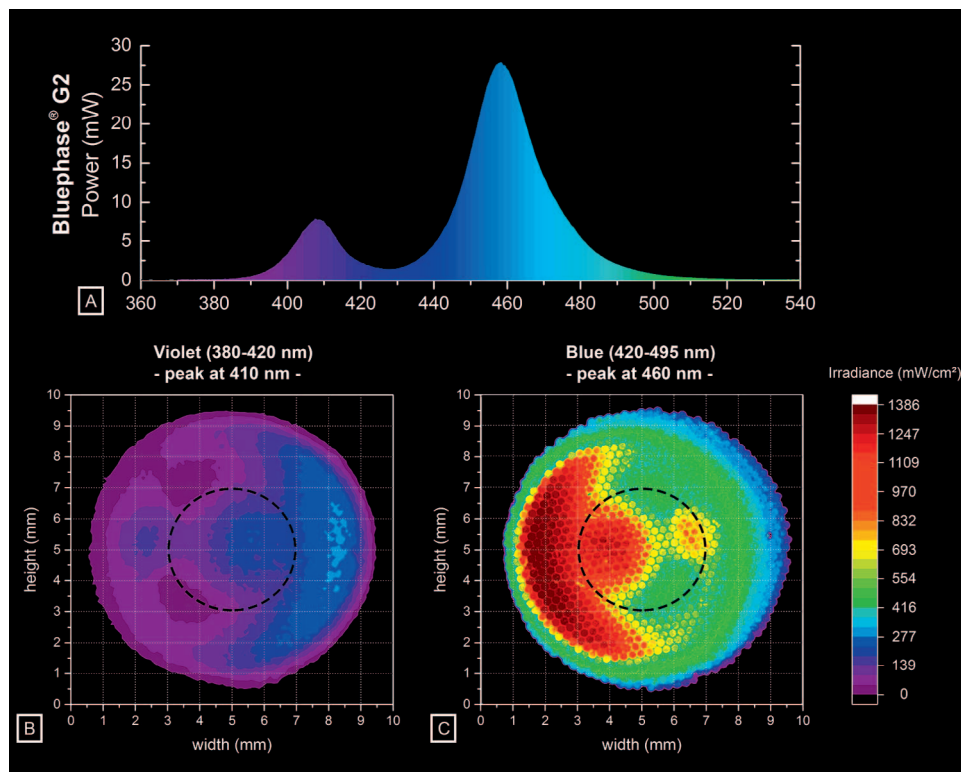 Bluephase® G2
Power (mW)
30
25
20
15
10
5
0
360 380 400 420 440 460 480 500 520 540
A
Violet (380-420 nm)
- peak at 410 nm -
Blue (420-495 nm)
- peak at 460 nm -
Irradiance (mW/cm²)
1386
1247
1109
970
832
693
554
416
277
139
0
height (mm)
10
9
8
7
6
5
4
3
2
1
0
0 1 2 3 4 5 6 7 8 9 10
width (mm)
B
height (mm)
10
9
8
7
6
5
4
3
2
1
0
0 1 2 3 4 5 6 7 8 9 10
width (mm)
C